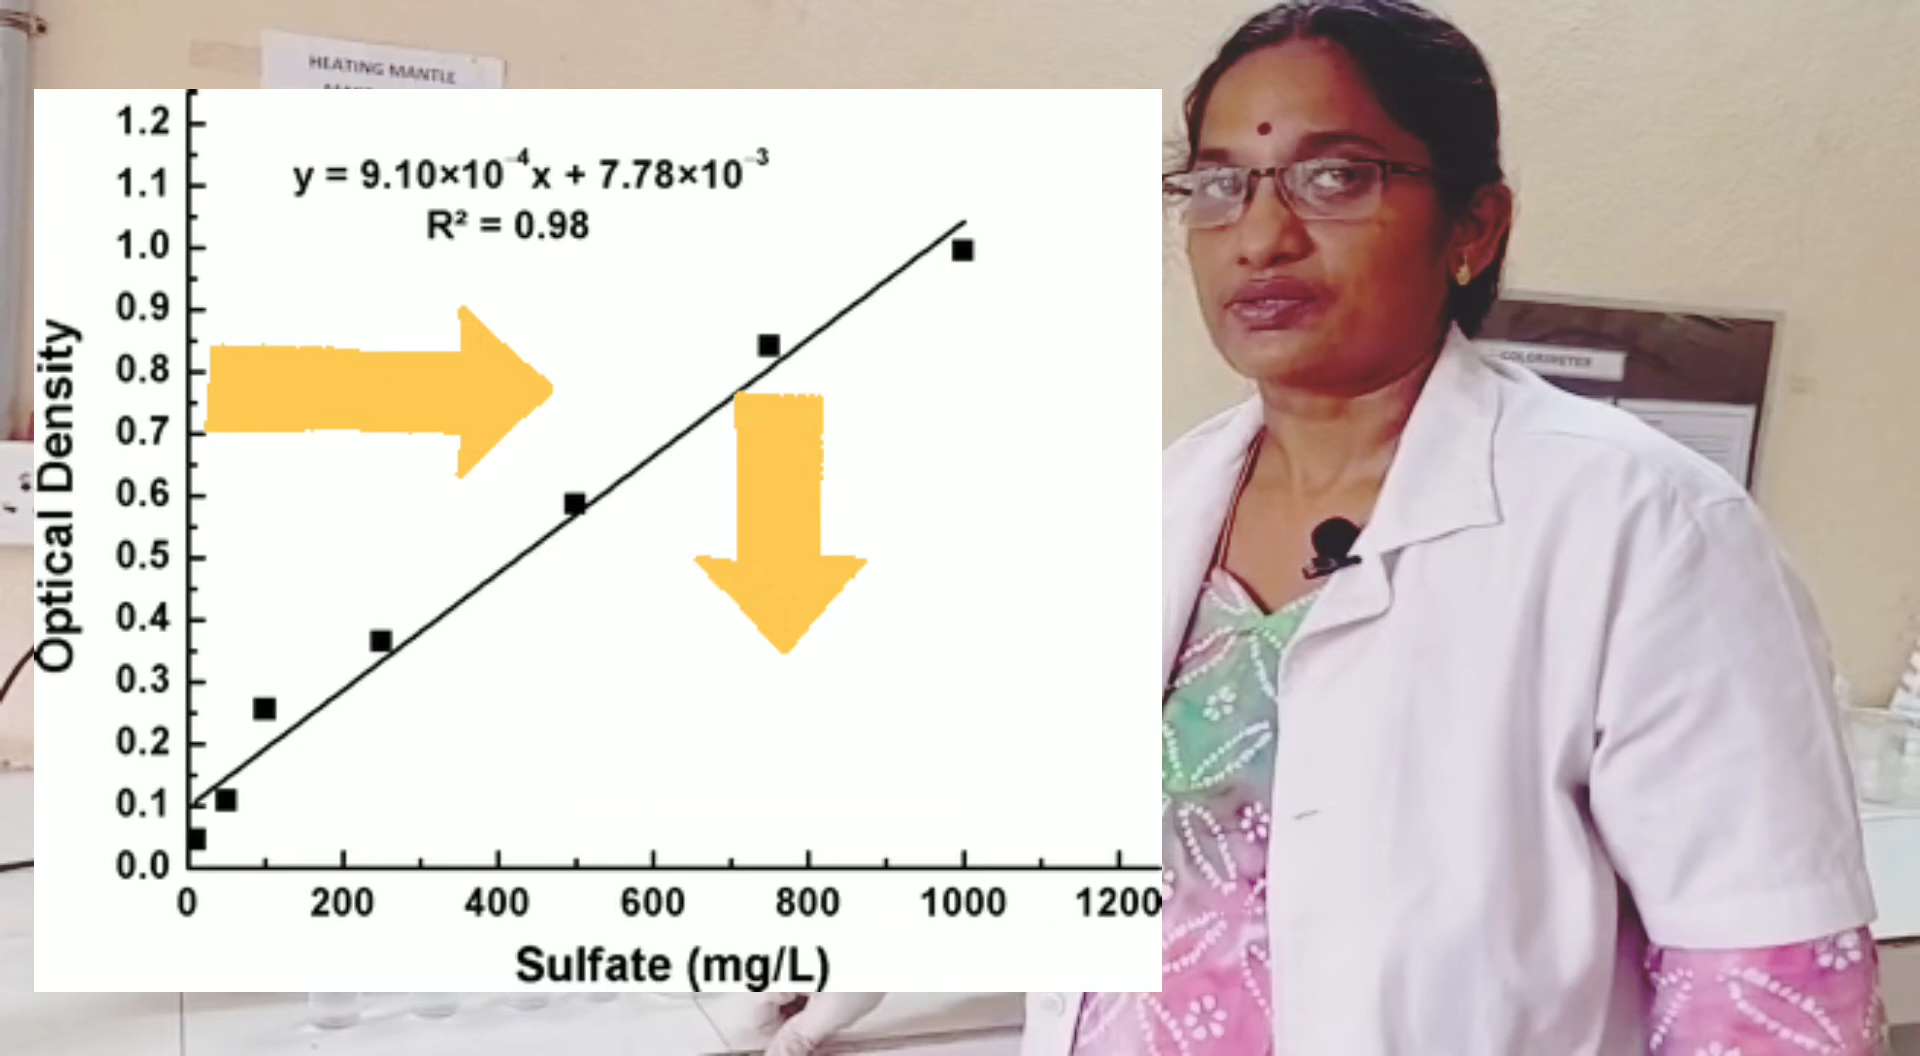 HEATING MANTLE
y = 9.10×10⁻⁴x + 7.78×10⁻³
R² = 0.98
1.2
1.1
1.0
0.9
0.8
0.7
0.6
0.5
0.4
0.3
0.2
0.1
0.0
Optical Density
0 200 400 600 800 1000 1200
Sulfate (mg/L)
COLORIMETER